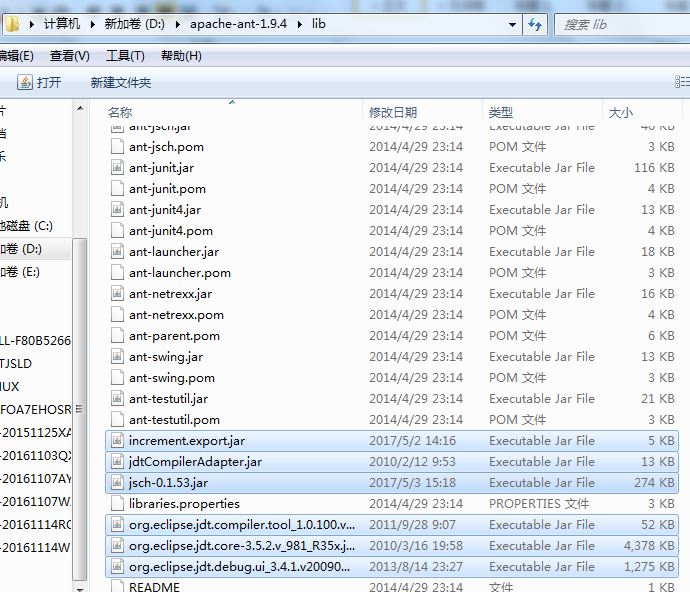 计算机 ▸ 新加卷 (D:) ▸ apache-ant-1.9.4 ▸ lib
搜索 lib
编辑(E) 查看(V) 工具(T) 帮助(H)
打开 新建文件夹
名称 修改日期 类型 大小
ant-jsch.jar 2014/4/29 23:14 Executable Jar File 40 KB
ant-jsch.pom 2014/4/29 23:14 POM 文件 3 KB
ant-junit.jar 2014/4/29 23:14 Executable Jar File 116 KB
ant-junit.pom 2014/4/29 23:14 POM 文件 4 KB
ant-junit4.jar 2014/4/29 23:14 Executable Jar File 13 KB
ant-junit4.pom 2014/4/29 23:14 POM 文件 4 KB
ant-launcher.jar 2014/4/29 23:14 Executable Jar File 18 KB
ant-launcher.pom 2014/4/29 23:14 POM 文件 3 KB
ant-netrexx.jar 2014/4/29 23:14 Executable Jar File 16 KB
ant-netrexx.pom 2014/4/29 23:14 POM 文件 4 KB
ant-parent.pom 2014/4/29 23:14 POM 文件 6 KB
ant-swing.jar 2014/4/29 23:14 Executable Jar File 13 KB
ant-swing.pom 2014/4/29 23:14 POM 文件 3 KB
ant-testutil.jar 2014/4/29 23:14 Executable Jar File 21 KB
ant-testutil.pom 2014/4/29 23:14 POM 文件 3 KB
increment.export.jar 2017/5/2 14:16 Executable Jar File 5 KB
jdtCompilerAdapter.jar 2010/2/12 9:53 Executable Jar File 13 KB
jsch-0.1.53.jar 2017/5/3 15:18 Executable Jar File 274 KB
libraries.properties 2014/4/29 23:14 PROPERTIES 文件 3 KB
org.eclipse.jdt.compiler.tool_1.0.100.v... 2011/9/28 9:07 Executable Jar File 52 KB
org.eclipse.jdt.core-3.5.2.v_981_R35x.j... 2010/3/16 19:58 Executable Jar File 4,378 KB
org.eclipse.jdt.debug.ui_3.4.1.v20090... 2013/8/14 23:27 Executable Jar File 1,275 KB
README 2014/4/29 23:14 文件 1 KB
片
档
乐
机
地磁盘 (C:)
加卷 (D:)
加卷 (E:)
LL-F80B5266
TJSLD
IUX
FOA7EHOSR
-20151125XA
-20161103QX
-20161107AY
-20161107W
-20161114RC
-20161114W